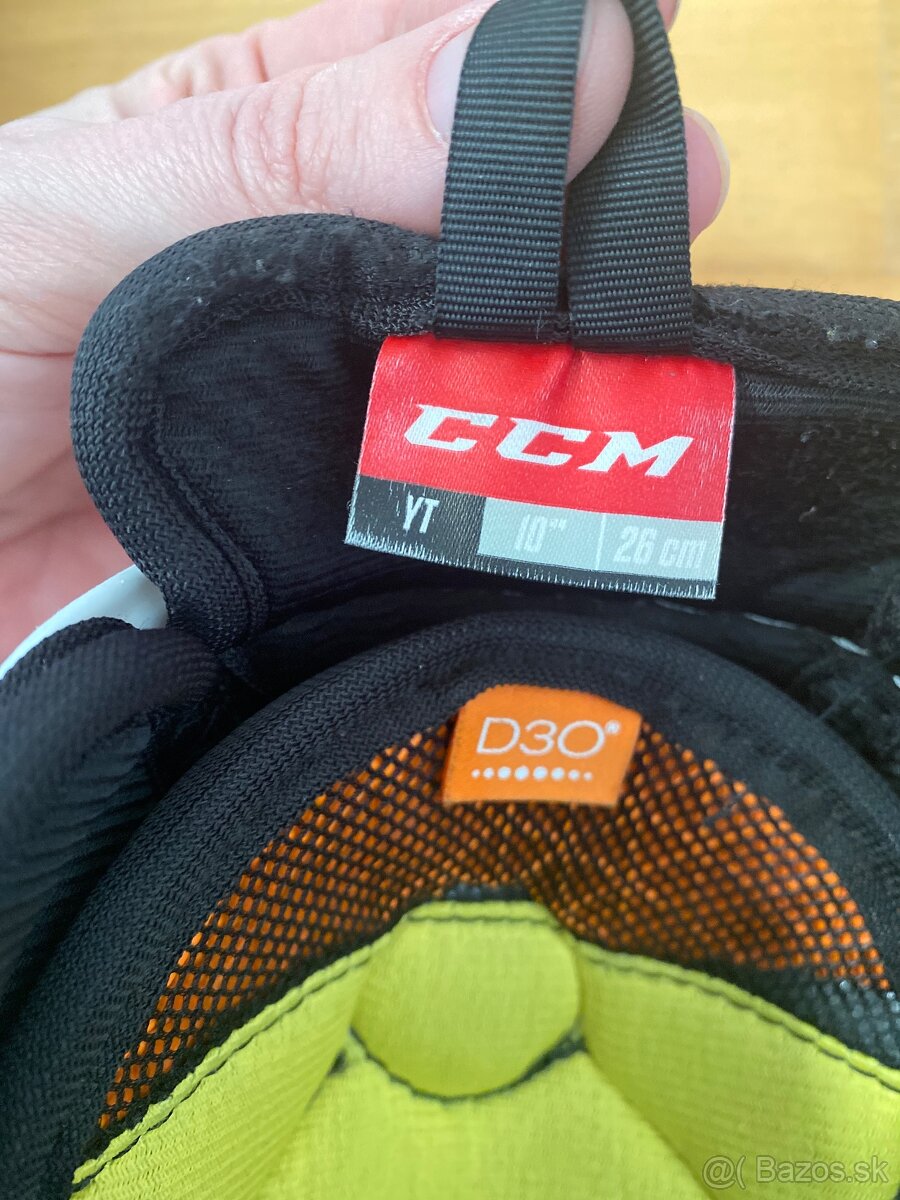 CCM
YT 10" 26 cm
D3O®
@( Bazos.sk